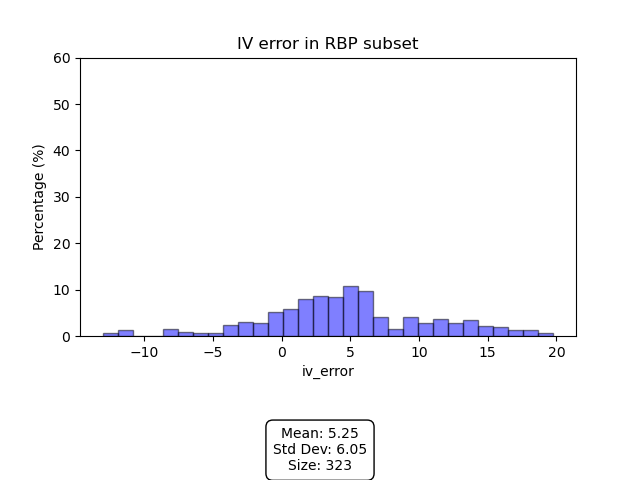 IV error in RBP subset
60
50
40
30
20
10
0
Percentage (%)
−10
−5
0
5
10
15
20
iv_error
Mean: 5.25
Std Dev: 6.05
Size: 323